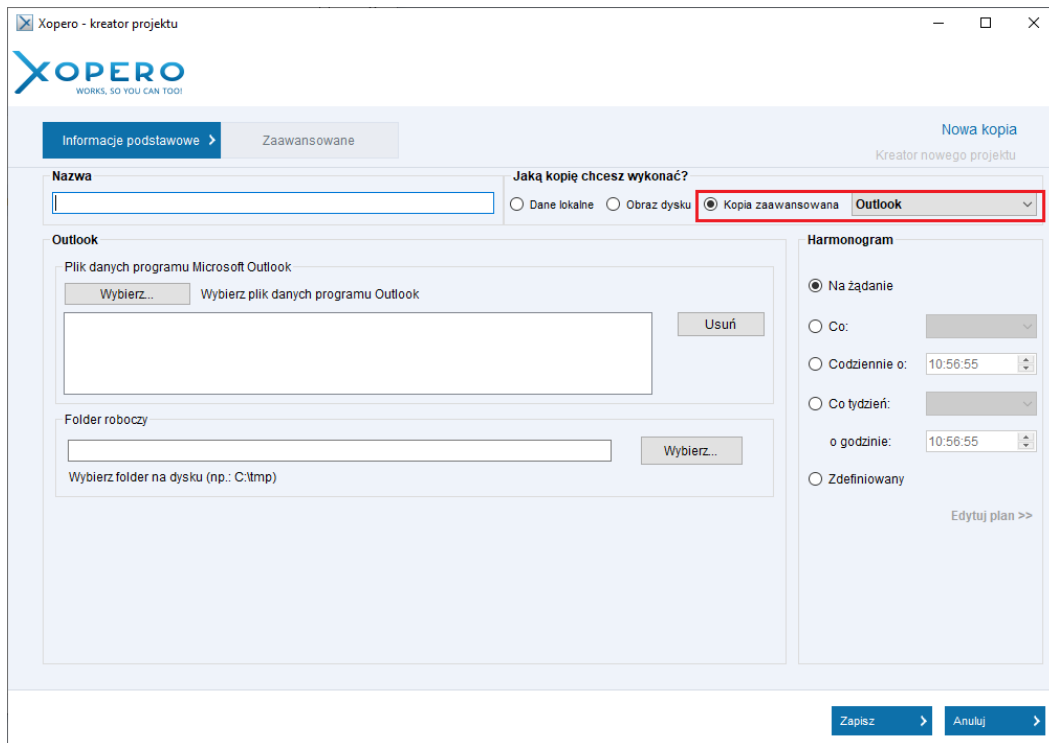 Xopero - kreator projektu
XOPERO
WORKS, SO YOU CAN TOO!
Informacje podstawowe
Zaawansowane
Nowa kopia
Kreator nowego projektu
Nazwa
Jaką kopię chcesz wykonać?
Dane lokalne Obraz dysku Kopia zaawansowana Outlook
Outlook
Plik danych programu Microsoft Outlook
Wybierz... Wybierz plik danych programu Outlook
Usuń
Folder roboczy
Wybierz...
Wybierz folder na dysku (np.: C:\tmp)
Harmonogram
Na żądanie
Co:
Codziennie o: 10:56:55
Co tydzień:
o godzinie: 10:56:55
Zdefiniowany
Edytuj plan >>
Zapisz
Anuluj